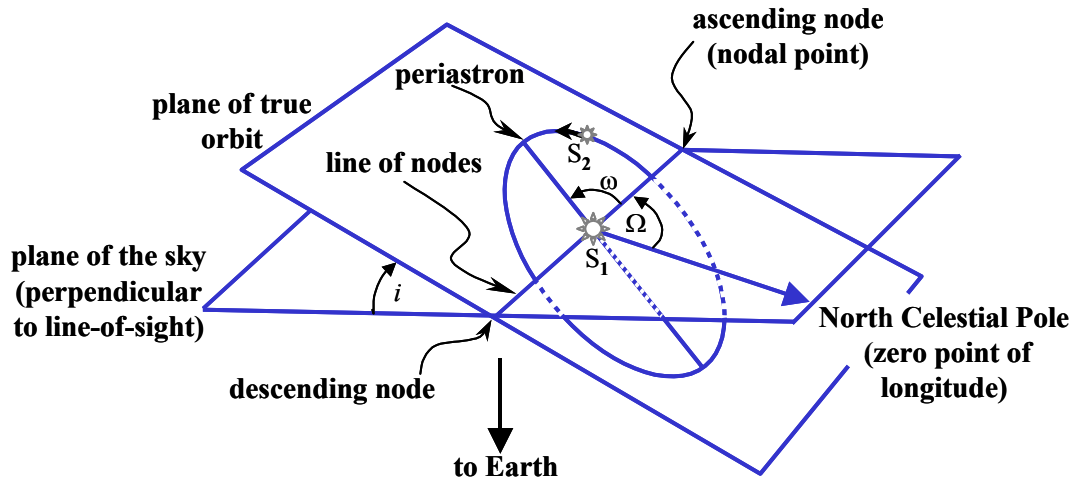 ascending node
(nodal point)
periastron
plane of true
orbit
S2
line of nodes
ω
Ω
S1
plane of the sky
(perpendicular
to line-of-sight)
i
North Celestial Pole
(zero point of
longitude)
descending node
to Earth